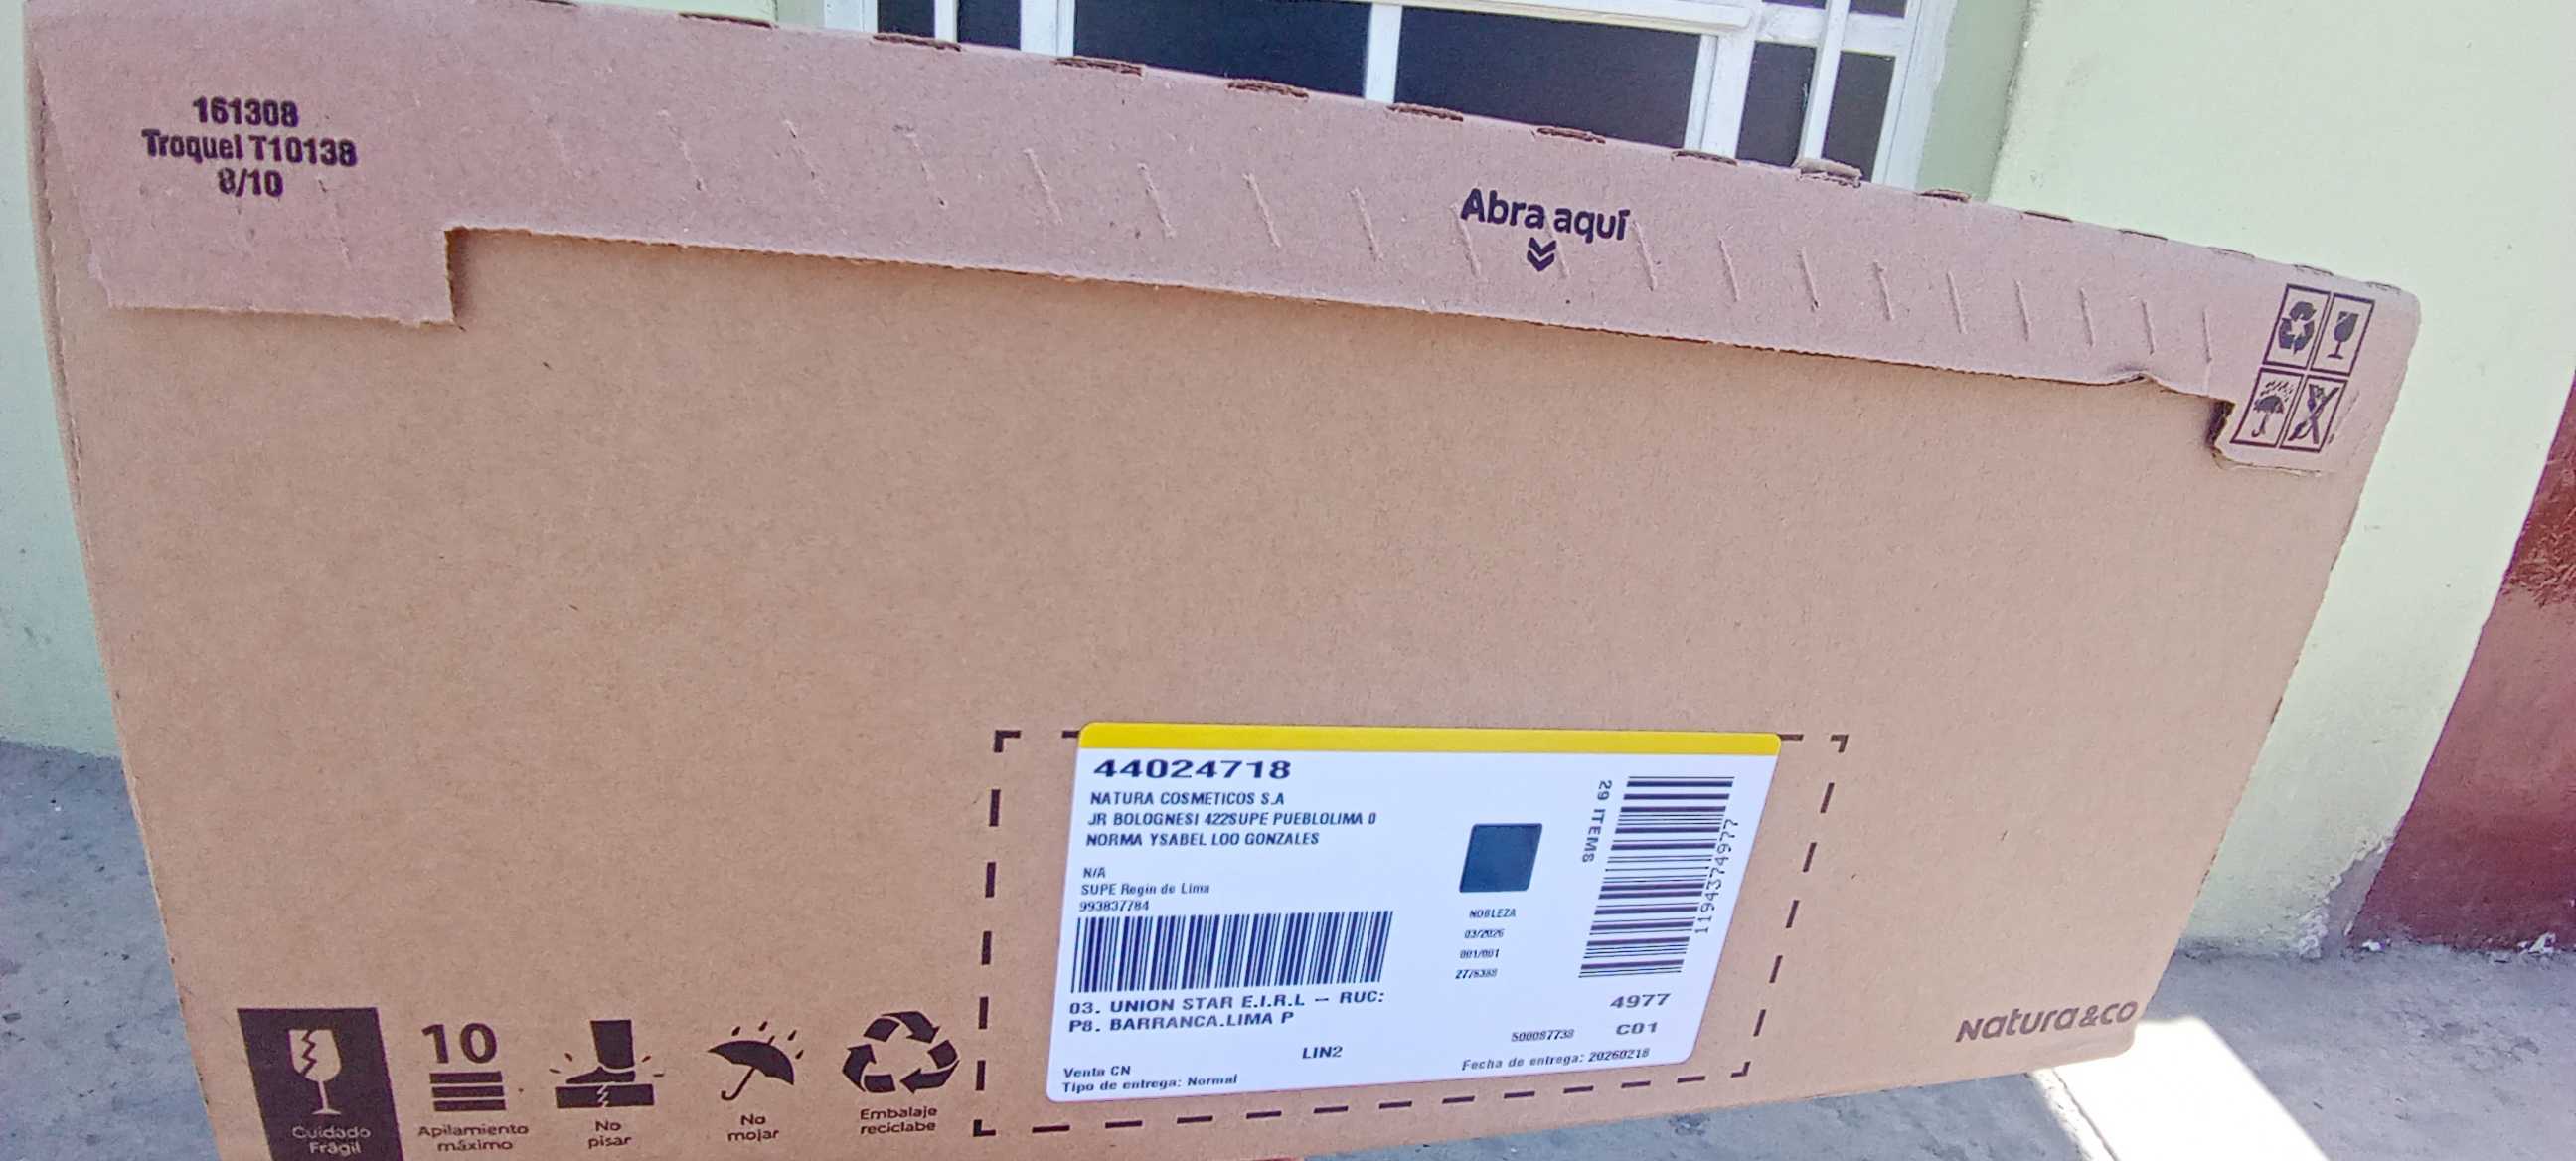 161308
Troquel T10138
8/10
Abra aquí
44024718
NATURA COSMETICOS S.A
JR BOLOGNESI 422SUPE PUEBLOLIMA 0
NORMA YSABEL LOO GONZALES
N/A
SUPE Regin de Lima
993837784
03. UNION STAR E.I.R.L – RUC:
P8. BARRANCA.LIMA P
LIN2
Venta CN
Tipo de entrega: Normal
NOBLEZA
03/2026
001/001
29 ITEMS
1194374977
4977
C01
500087738
Fecha de entrega: 20260218
Natura &co
Cuidado
Frágil
10
Apilamiento
máximo
No
pisar
No
mojar
Embalaje
reciclabe